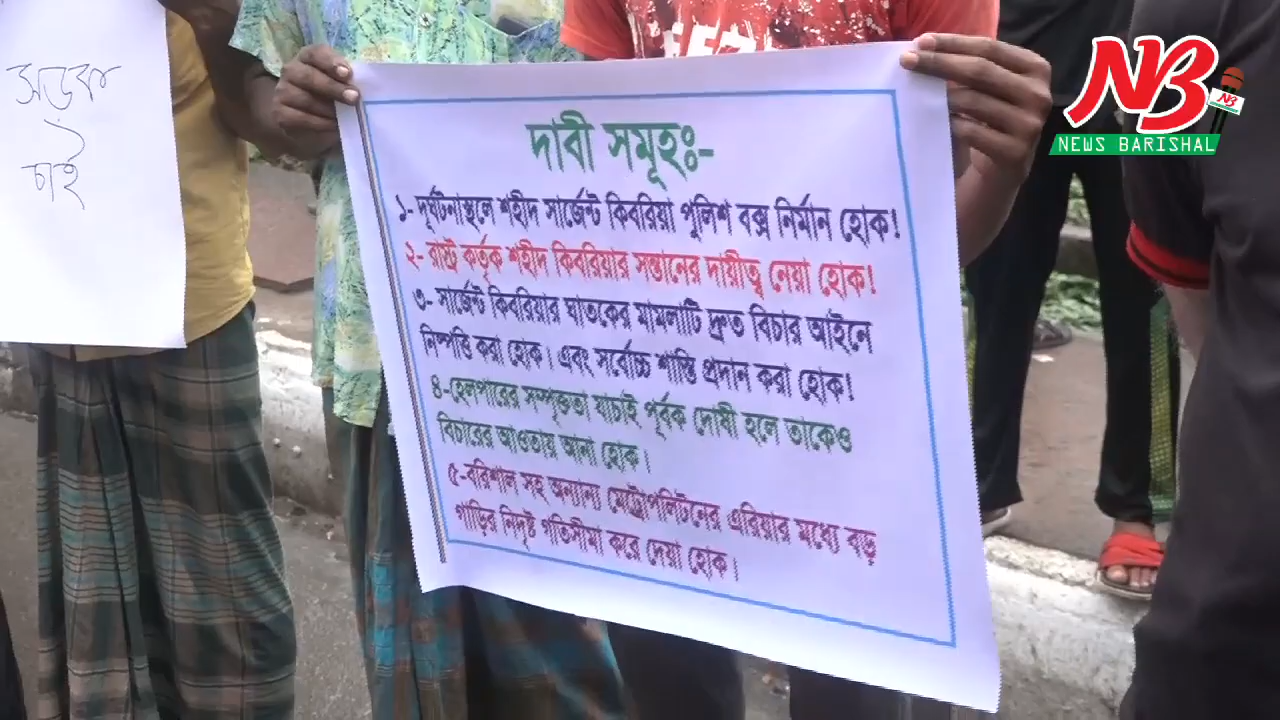 সড়ক
চাই
দাবী সমূহঃ-
১- দূর্ঘটনাস্থলে শহীদ সার্জেন্ট কিবরিয়া পুলিশ বক্স নির্মান হোক!
২- রাস্ট্র কর্তৃক শহীদ কিবরিয়ার সন্তানের দায়ীত্ব নেয়া হোক!
৩- সার্জেন্ট কিবরিয়ার ঘাতকের মামলাটি দ্রুত বিচার আইনে
নিষ্পত্তি করা হোক। এবং সর্বোচ্চ শাস্তি প্রদান করা হোক!
৪-হেলপারের সম্পৃক্ততা যাচাই পূর্বক দোষী হলে তাকেও
বিচারের আওতায় আনা হোক।
৫-বরিশাল সহ অন্যান্য মেট্রোপলিটনের এরিয়ার মধ্যে বড়
গাড়ির নিদৃষ্ট গতিসীমা করে দেয়া হোক।
NB
NB
NEWS BARISHAL